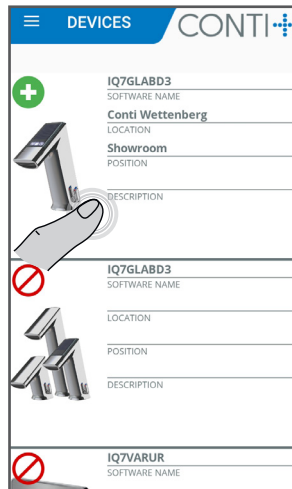 DEVICES
CONTI+
IQ7GLABD3
SOFTWARE NAME
Conti Wettenberg
LOCATION
Showroom
POSITION
DESCRIPTION
IQ7GLABD3
SOFTWARE NAME
LOCATION
POSITION
DESCRIPTION
IQ7VARUR
SOFTWARE NAME